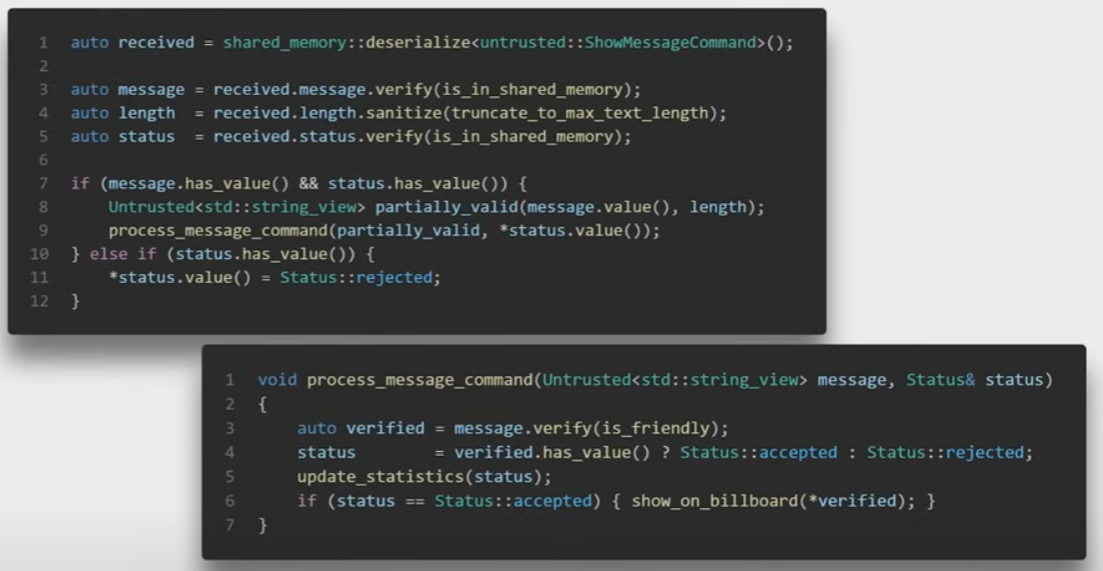 1 auto received = shared_memory::deserialize<untrusted::ShowMessageCommand>();
2
3 auto message = received.message.verify(is_in_shared_memory);
4 auto length  = received.length.sanitize(truncate_to_max_text_length);
5 auto status  = received.status.verify(is_in_shared_memory);
6
7 if (message.has_value() && status.has_value()) {
8     Untrusted<std::string_view> partially_valid(message.value(), length);
9     process_message_command(partially_valid, *status.value());
10 } else if (status.has_value()) {
11     *status.value() = Status::rejected;
12 }
1 void process_message_command(Untrusted<std::string_view> message, Status& status)
2 {
3     auto verified = message.verify(is_friendly);
4     status        = verified.has_value() ? Status::accepted : Status::rejected;
5     update_statistics(status);
6     if (status == Status::accepted) { show_on_billboard(*verified); }
7 }